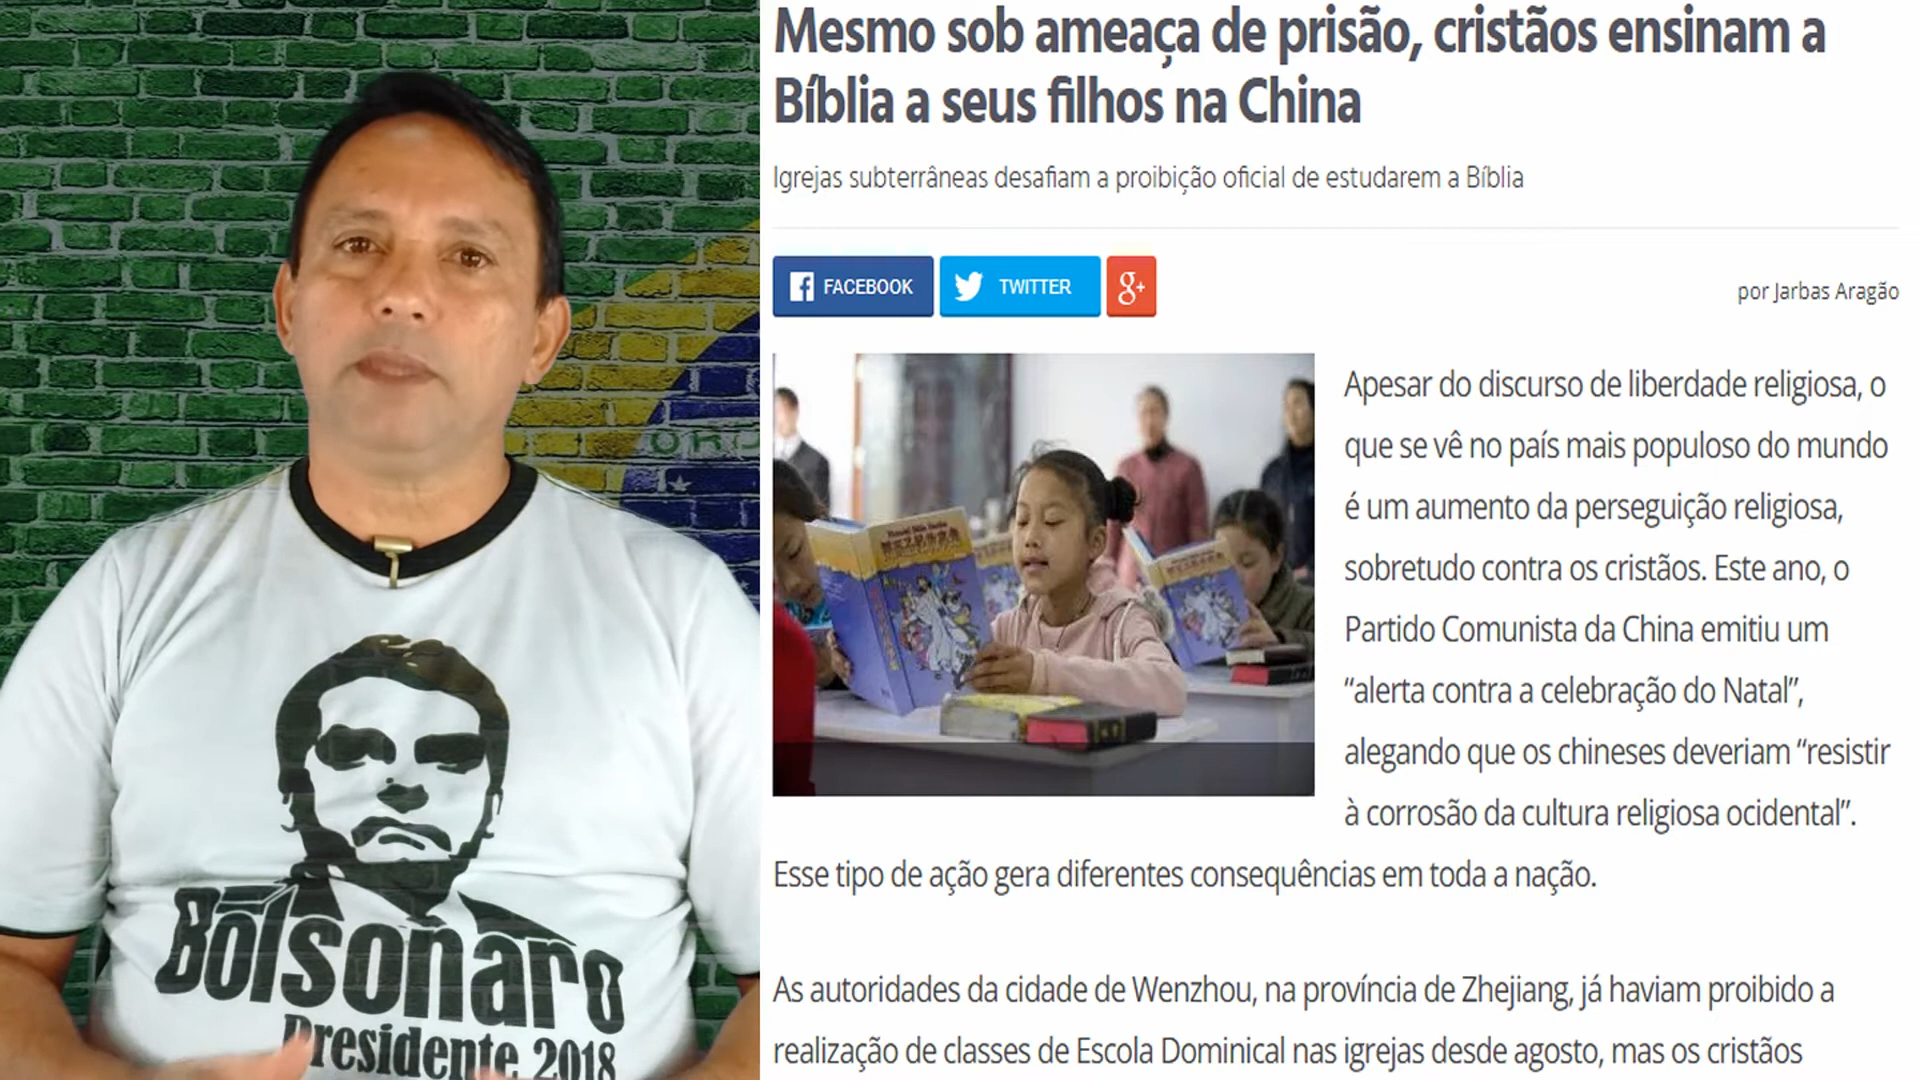 Mesmo sob ameaça de prisão, cristãos ensinam a
Bíblia a seus filhos na China
Igrejas subterrâneas desafiam a proibição oficial de estudarem a Bíblia
FACEBOOK
TWITTER
g+
por Jarbas Aragão
Apesar do discurso de liberdade religiosa, o
que se vê no país mais populoso do mundo
é um aumento da perseguição religiosa,
sobretudo contra os cristãos. Este ano, o
Partido Comunista da China emitiu um
“alerta contra a celebração do Natal”,
alegando que os chineses deveriam “resistir
à corrosão da cultura religiosa ocidental”.
Esse tipo de ação gera diferentes consequências em toda a nação.
As autoridades da cidade de Wenzhou, na província de Zhejiang, já haviam proibido a
realização de classes de Escola Dominical nas igrejas desde agosto, mas os cristãos
Bolsonaro
Presidente 2018